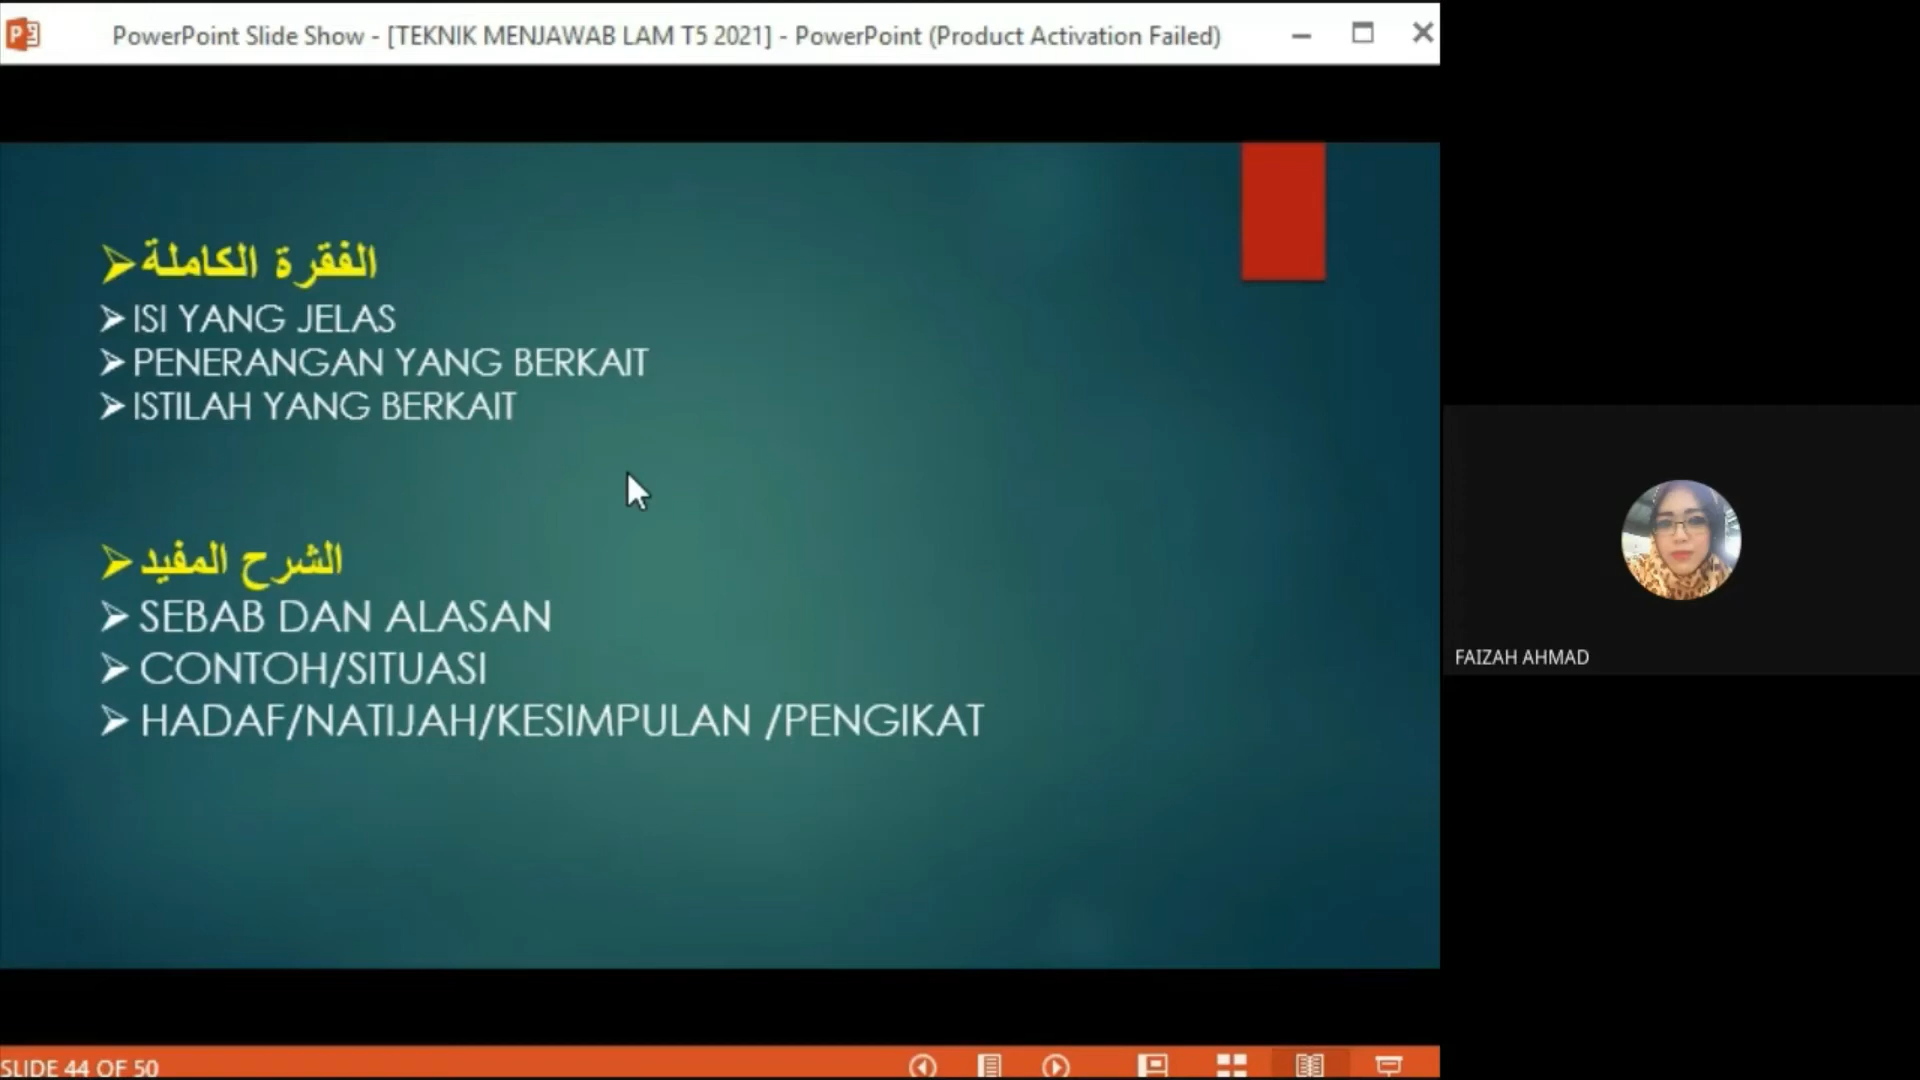 PowerPoint Slide Show - [TEKNIK MENJAWAB LAM T5 2021] - PowerPoint (Product Activation Failed)
الفقرة الكاملة
ISI YANG JELAS
PENERANGAN YANG BERKAIT
ISTILAH YANG BERKAIT
الشرح المفيد
SEBAB DAN ALASAN
CONTOH/SITUASI
HADAF/NATIJAH/KESIMPULAN /PENGIKAT
FAIZAH AHMAD
SLIDE 44 OF 50